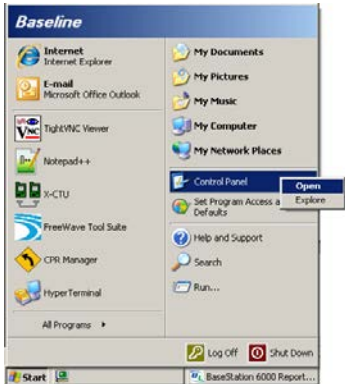 Baseline
Internet
Internet Explorer
E-mail
Microsoft Office Outlook
VNC
TightVNC Viewer
Notepad++
X-CTU
FreeWave Tool Suite
CPR Manager
HyperTerminal
All Programs
My Documents
My Pictures
My Music
My Computer
My Network Places
Control Panel
Set Program Access a
Defaults
Help and Support
Search
Run...
Open
Explore
Log Off
Shut Down
Start
BaseStation 6000 Report...